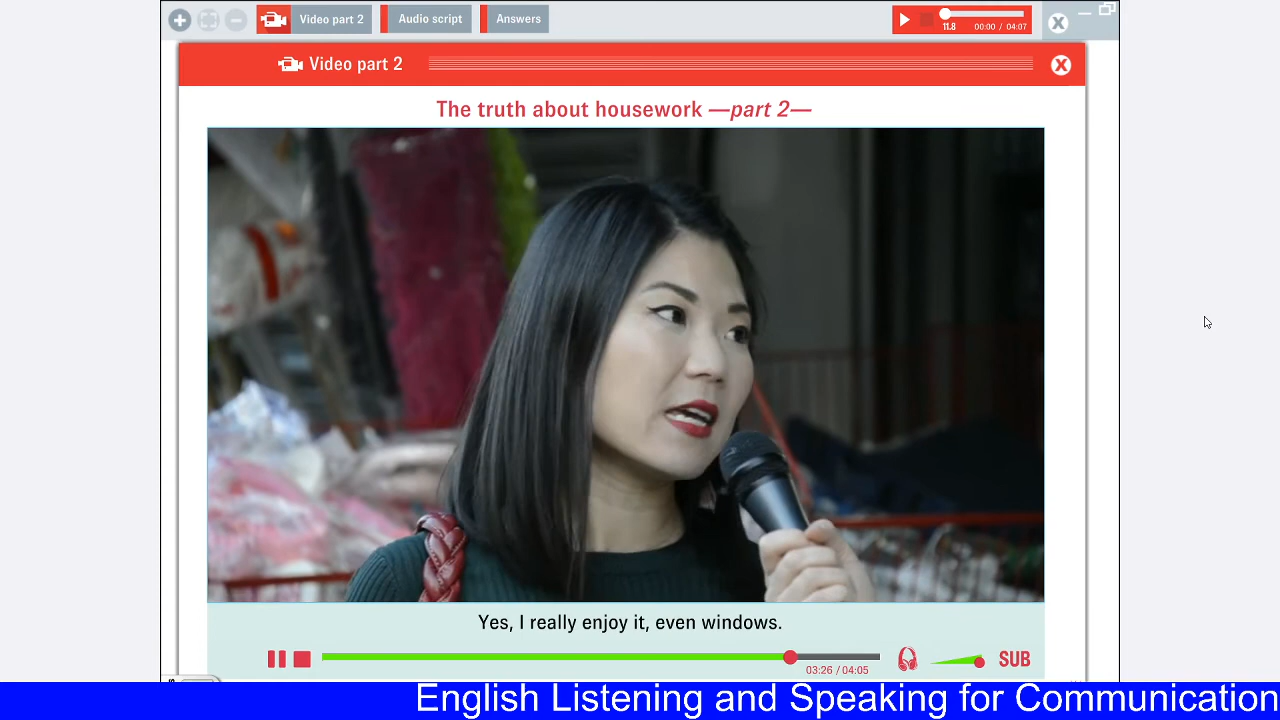 Video part 2
Audio script
Answers
11.8
00:00 / 04:07
Video part 2
The truth about housework —part 2—
Yes, I really enjoy it, even windows.
03:26 / 04:05
SUB
English Listening and Speaking for Communication